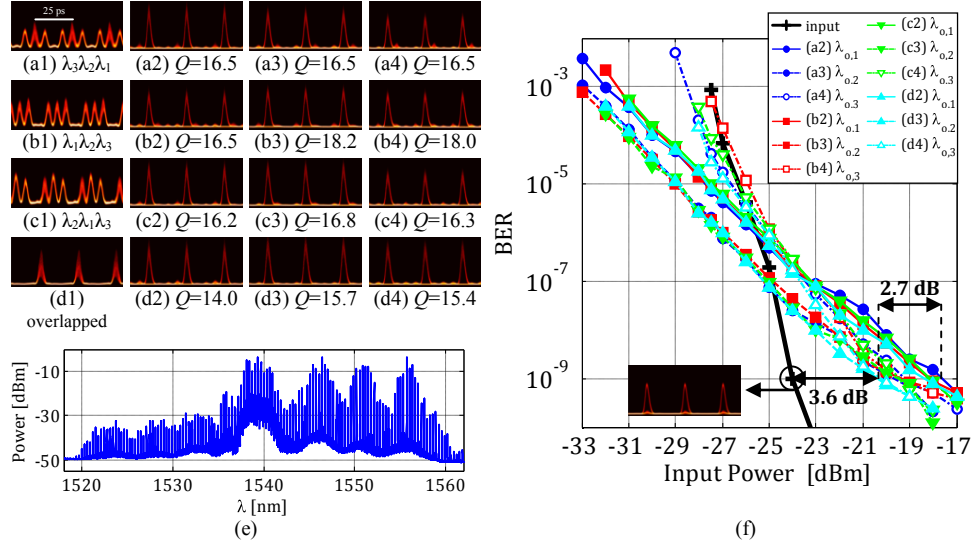 25 ps
(a1) λ3λ2λ1 (a2) Q=16.5 (a3) Q=16.5 (a4) Q=16.5
(b1) λ1λ2λ3 (b2) Q=16.5 (b3) Q=18.2 (b4) Q=18.0
(c1) λ2λ1λ3 (c2) Q=16.2 (c3) Q=16.8 (c4) Q=16.3
(d1) (d2) Q=14.0 (d3) Q=15.7 (d4) Q=15.4
overlapped
Power [dBm]
-10
-30
-50
1520 1530 1540 1550 1560
λ [nm]
(e)
input
(a2) λo,1
(a3) λo,2
(a4) λo,3
(b2) λo,1
(b3) λo,2
(b4) λo,3
(c2) λo,1
(c3) λo,2
(c4) λo,3
(d2) λo,1
(d3) λo,2
(d4) λo,3
BER
10-3
10-5
10-7
10-9
2.7 dB
3.6 dB
-33 -31 -29 -27 -25 -23 -21 -19 -17
Input Power [dBm]
(f)